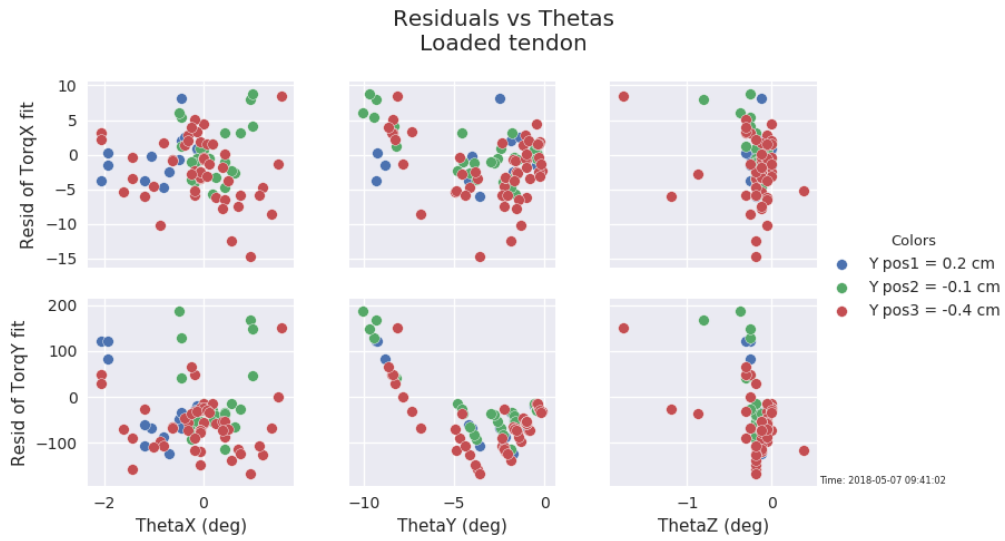 Residuals vs Thetas
Loaded tendon
Resid of TorqX fit
10
5
0
−5
−10
−15
Resid of TorqY fit
200
100
0
−100
−2
0
ThetaX (deg)
−10
−5
0
ThetaY (deg)
−1
0
ThetaZ (deg)
Colors
Y pos1 = 0.2 cm
Y pos2 = -0.1 cm
Y pos3 = -0.4 cm
Time: 2018-05-07 09:41:02